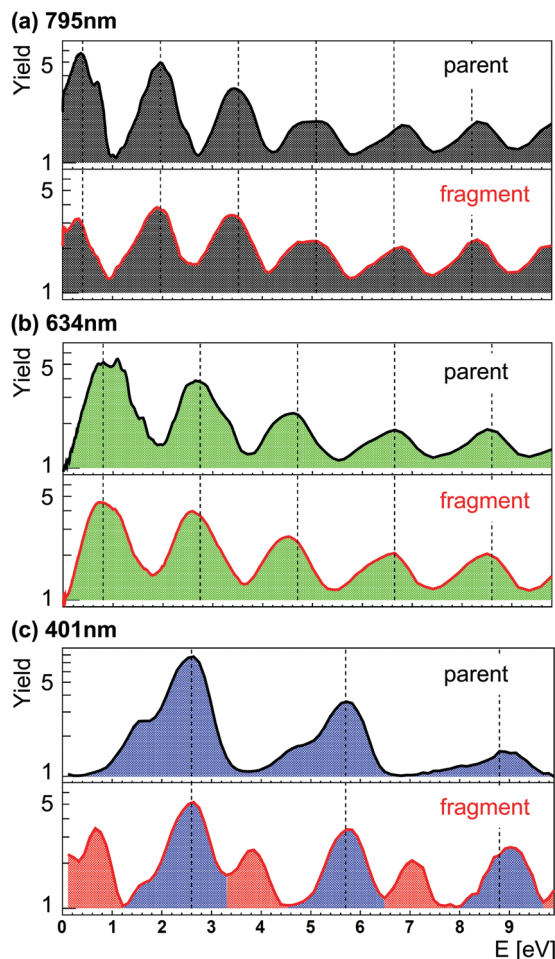 (a) 795nm
Yield
5
parent
1
5
fragment
1
(b) 634nm
Yield
5
parent
1
5
fragment
1
(c) 401nm
Yield
5
parent
1
5
fragment
1
0 1 2 3 4 5 6 7 8 9
E [eV]